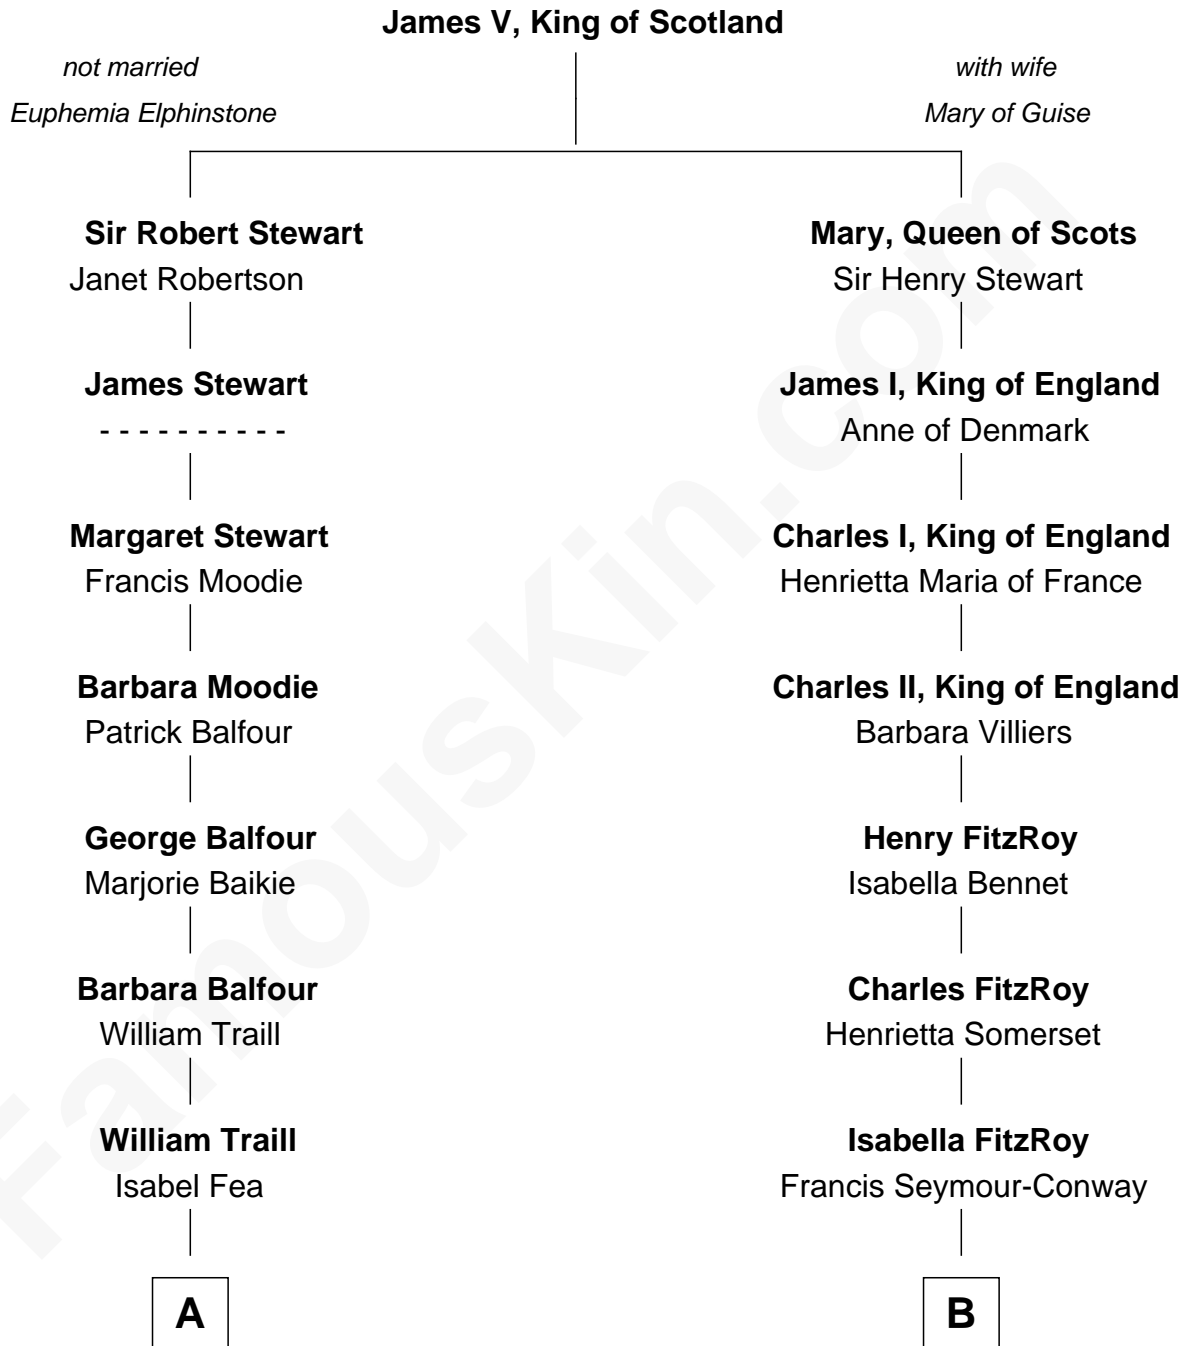 James V, King of Scotland
not married
Euphemia Elphinstone
with wife
Mary of Guise
Sir Robert Stewart
Janet Robertson
Mary, Queen of Scots
Sir Henry Stewart
James Stewart
- - - - - - - - - -
James I, King of England
Anne of Denmark
Margaret Stewart
Francis Moodie
Charles I, King of England
Henrietta Maria of France
Barbara Moodie
Patrick Balfour
Charles II, King of England
Barbara Villiers
George Balfour
Marjorie Baikie
Henry FitzRoy
Isabella Bennet
Barbara Balfour
William Traill
Charles FitzRoy
Henrietta Somerset
William Traill
Isabel Fea
Isabella FitzRoy
Francis Seymour-Conway
A
B
FamousKin.com